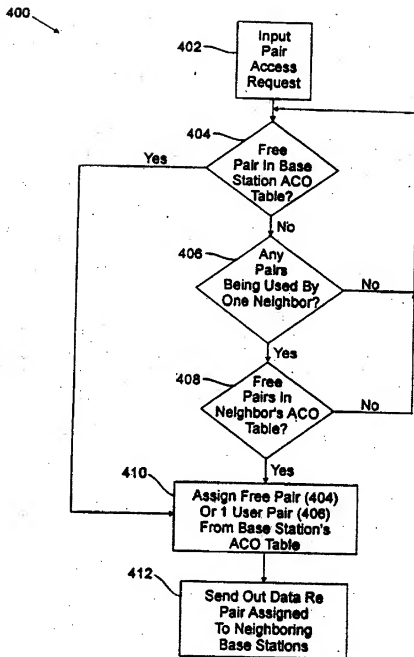 400
402
Input
Pair
Access
Request
404
Yes
Free
Pair In Base
Station ACO
Table?
No
406
Any
Pairs
Being Used By
One Neighbor?
No
Yes
408
Free
Pairs In
Neighbor's ACO
Table?
No
Yes
410
Assign Free Pair (404)
Or 1 User Pair (406)
From Base Station's
ACO Table
412
Send Out Data Re
Pair Assigned
To Neighboring
Base Stations